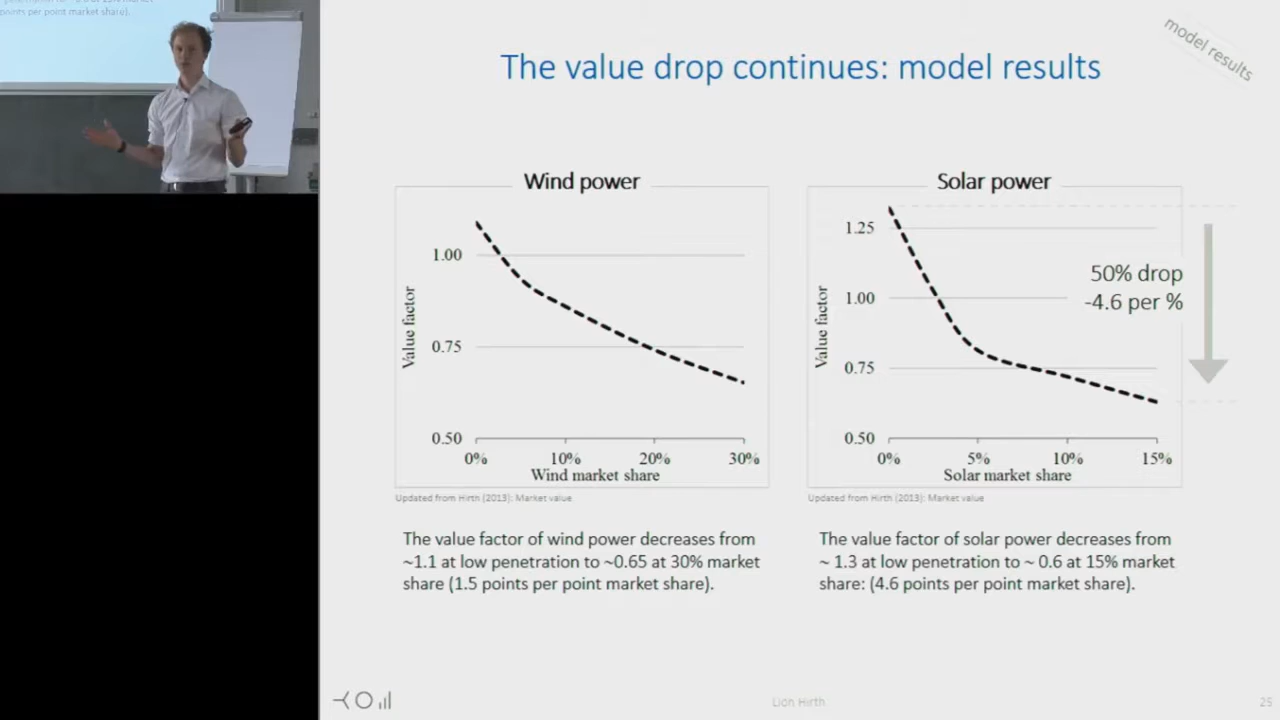 points per point market share).
model results
The value drop continues: model results
Wind power
1.00
0.75
0.50
Value factor
0% 10% 20% 30%
Wind market share
Updated from Hirth (2013): Market value
The value factor of wind power decreases from
~1.1 at low penetration to ~0.65 at 30% market
share (1.5 points per point market share).
Solar power
1.25
1.00
0.75
0.50
Value factor
50% drop
-4.6 per %
0% 5% 10% 15%
Solar market share
Updated from Hirth (2013): Market value
The value factor of solar power decreases from
~ 1.3 at low penetration to ~ 0.6 at 15% market
share: (4.6 points per point market share).
Lion Hirth
25